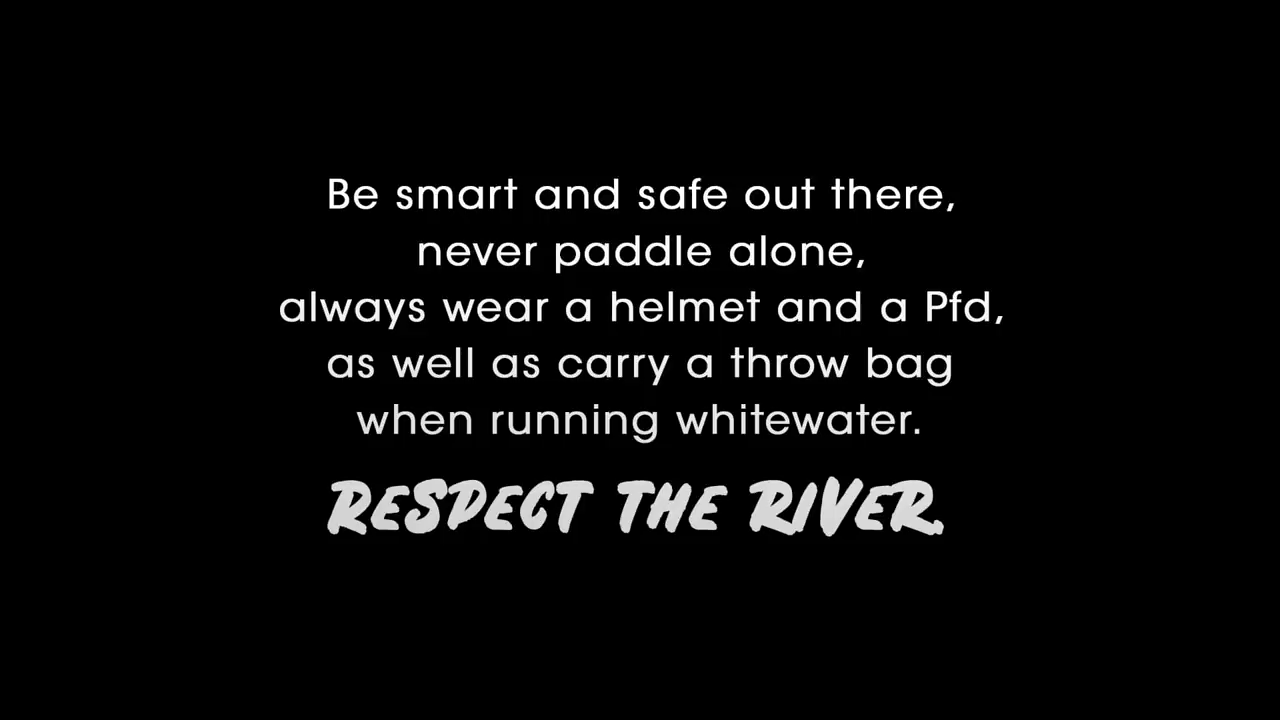 Be smart and safe out there,
never paddle alone,
always wear a helmet and a Pfd,
as well as carry a throw bag
when running whitewater.
RESPECT THE RIVER.